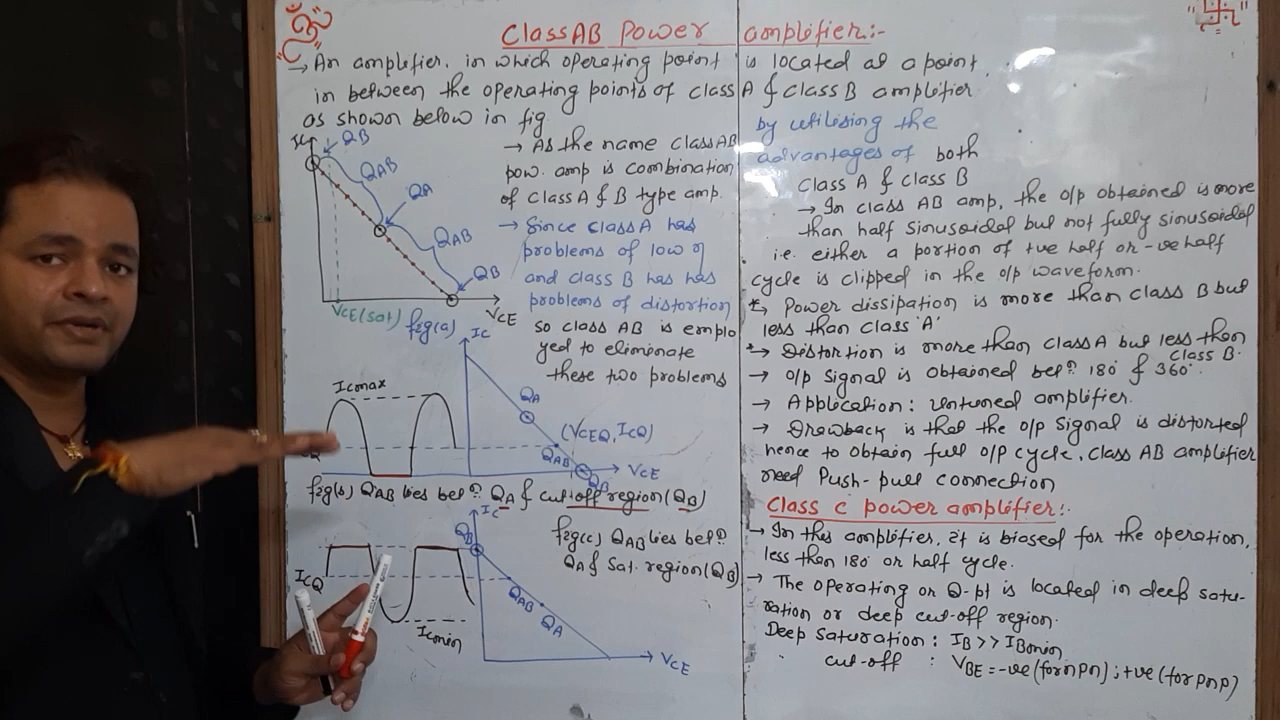 Class AB Power amplifier:-
→ An amplifier, in which operating point is located at a point
in between the operating points of class A & class B amplifier
as shown below in fig
IC
QB
QAB
QA
QAB
QB
VCE(sat)
VCE
fig(a)
→ As the name class AB
pow. amp is combination
of class A & B type amp.
→ Since class A has
problems of low η
and class B has has
problems of distortion
so class AB is emplo
yed to eliminate
these two problems
IC
ICmax
QA
(VCEQ, ICQ)
QAB
QB
VCE
fig(b) QAB lies betn QA & cut-off region (QB)
IC
QB
ICQ
QAB
QA
ICmin
VCE
fig(c) QAB lies betn
QA & Sat. region (QB)
by utilising the
advantages of both
Class A & class B
→ In class AB amp, the o/p obtained is more
than half sinusoidal but not fully sinusoidal
i.e. either a portion of +ve half or -ve half
cycle is clipped in the o/p waveform.
→ Power dissipation is more than class B but
less than class 'A'
→ Distortion is more than class A but less than
class B.
→ o/p signal is obtained betn 180° & 360°.
→ Application: untuned amplifier.
→ Drawback is that the o/p signal is distorted
hence to obtain full o/p cycle, class AB amplifier
need Push-pull connection
Class C power amplifier:-
→ In this amplifier, it is biased for the operation,
less than 180° or half cycle.
→ The operating or Q-pt is located in deep satu-
ration or deep cut-off region.
Deep Saturation: IB >> IBmin
cut-off : VBE = -ve (for npn); +ve (for pnp)